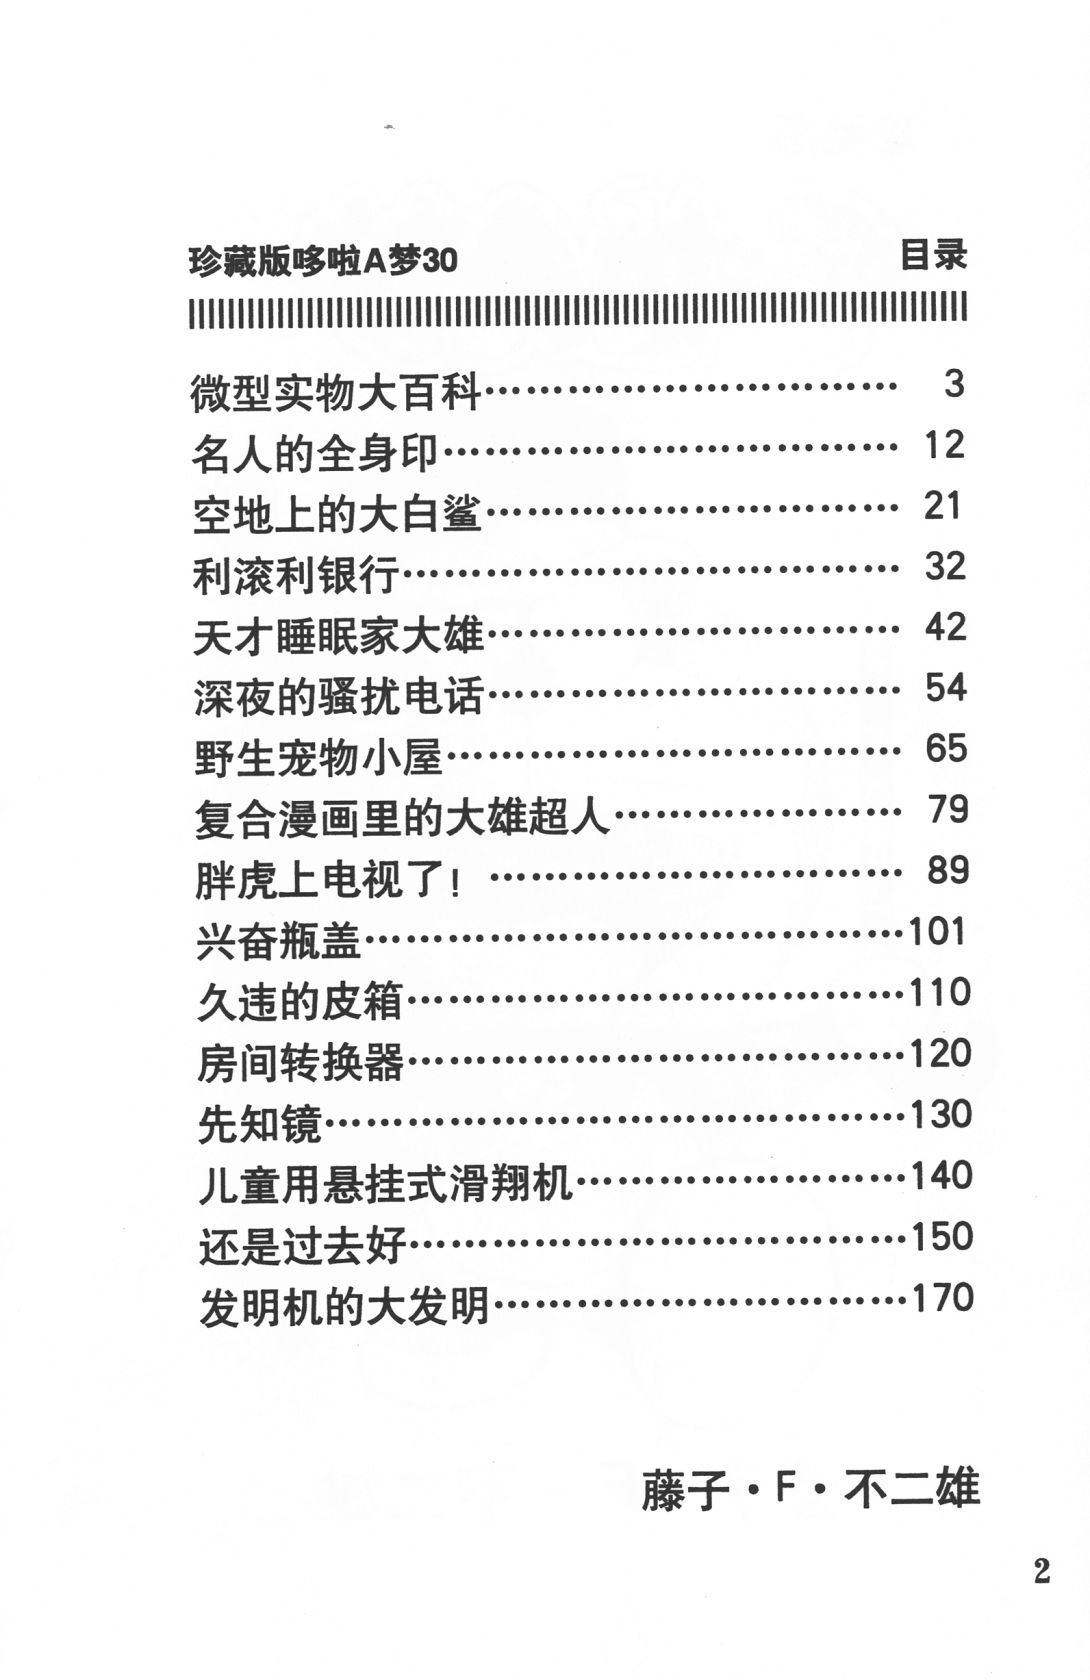 珍藏版哆啦A梦30 目录
微型实物大百科…………………………… 3
名人的全身印……………………………… 12
空地上的大白鲨…………………………… 21
利滚利银行………………………………… 32
天才睡眠家大雄…………………………… 42
深夜的骚扰电话…………………………… 54
野生宠物小屋……………………………… 65
复合漫画里的大雄超人…………………… 79
胖虎上电视了! …………………………… 89
兴奋瓶盖……………………………………101
久违的皮箱…………………………………110
房间转换器…………………………………120
先知镜………………………………………130
儿童用悬挂式滑翔机………………………140
还是过去好…………………………………150
发明机的大发明……………………………170
藤子·F·不二雄
2